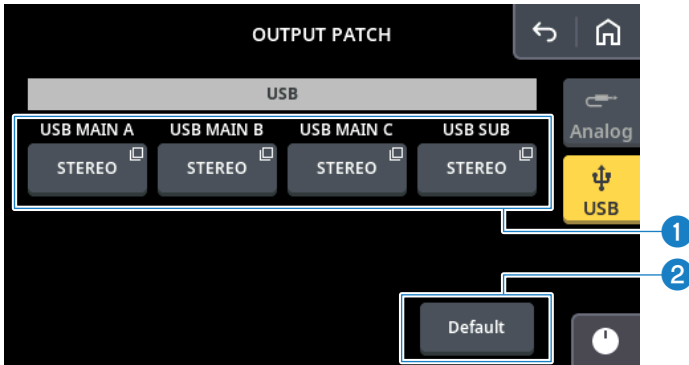 OUTPUT PATCH
USB
Analog
USB MAIN A USB MAIN B USB MAIN C USB SUB
STEREO STEREO STEREO STEREO
USB
1
2
Default